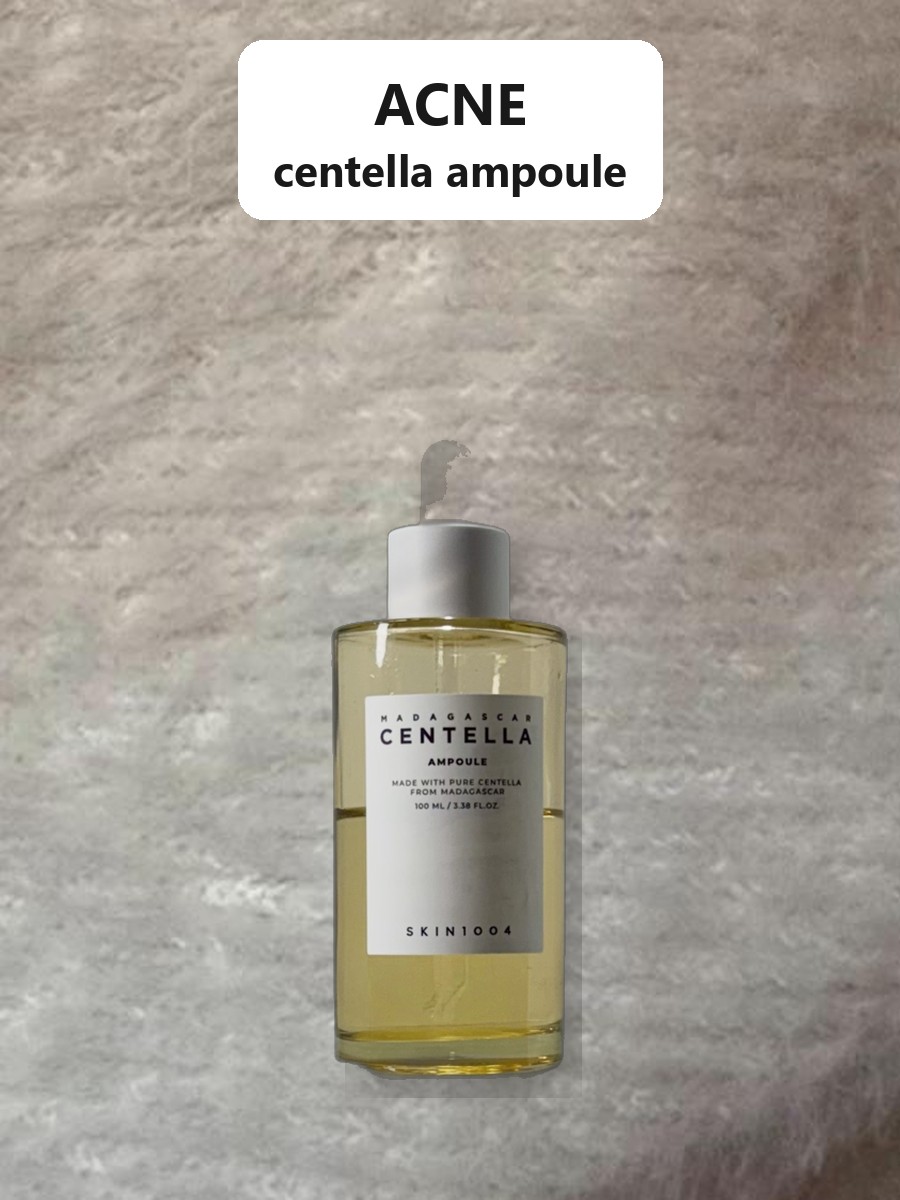 ACNE
centella ampoule
MADAGASCAR
CENTELLA
AMPOULE
MADE WITH PURE CENTELLA
FROM MADAGASCAR
100 ML / 3.38 FL.OZ.
SKIN1004